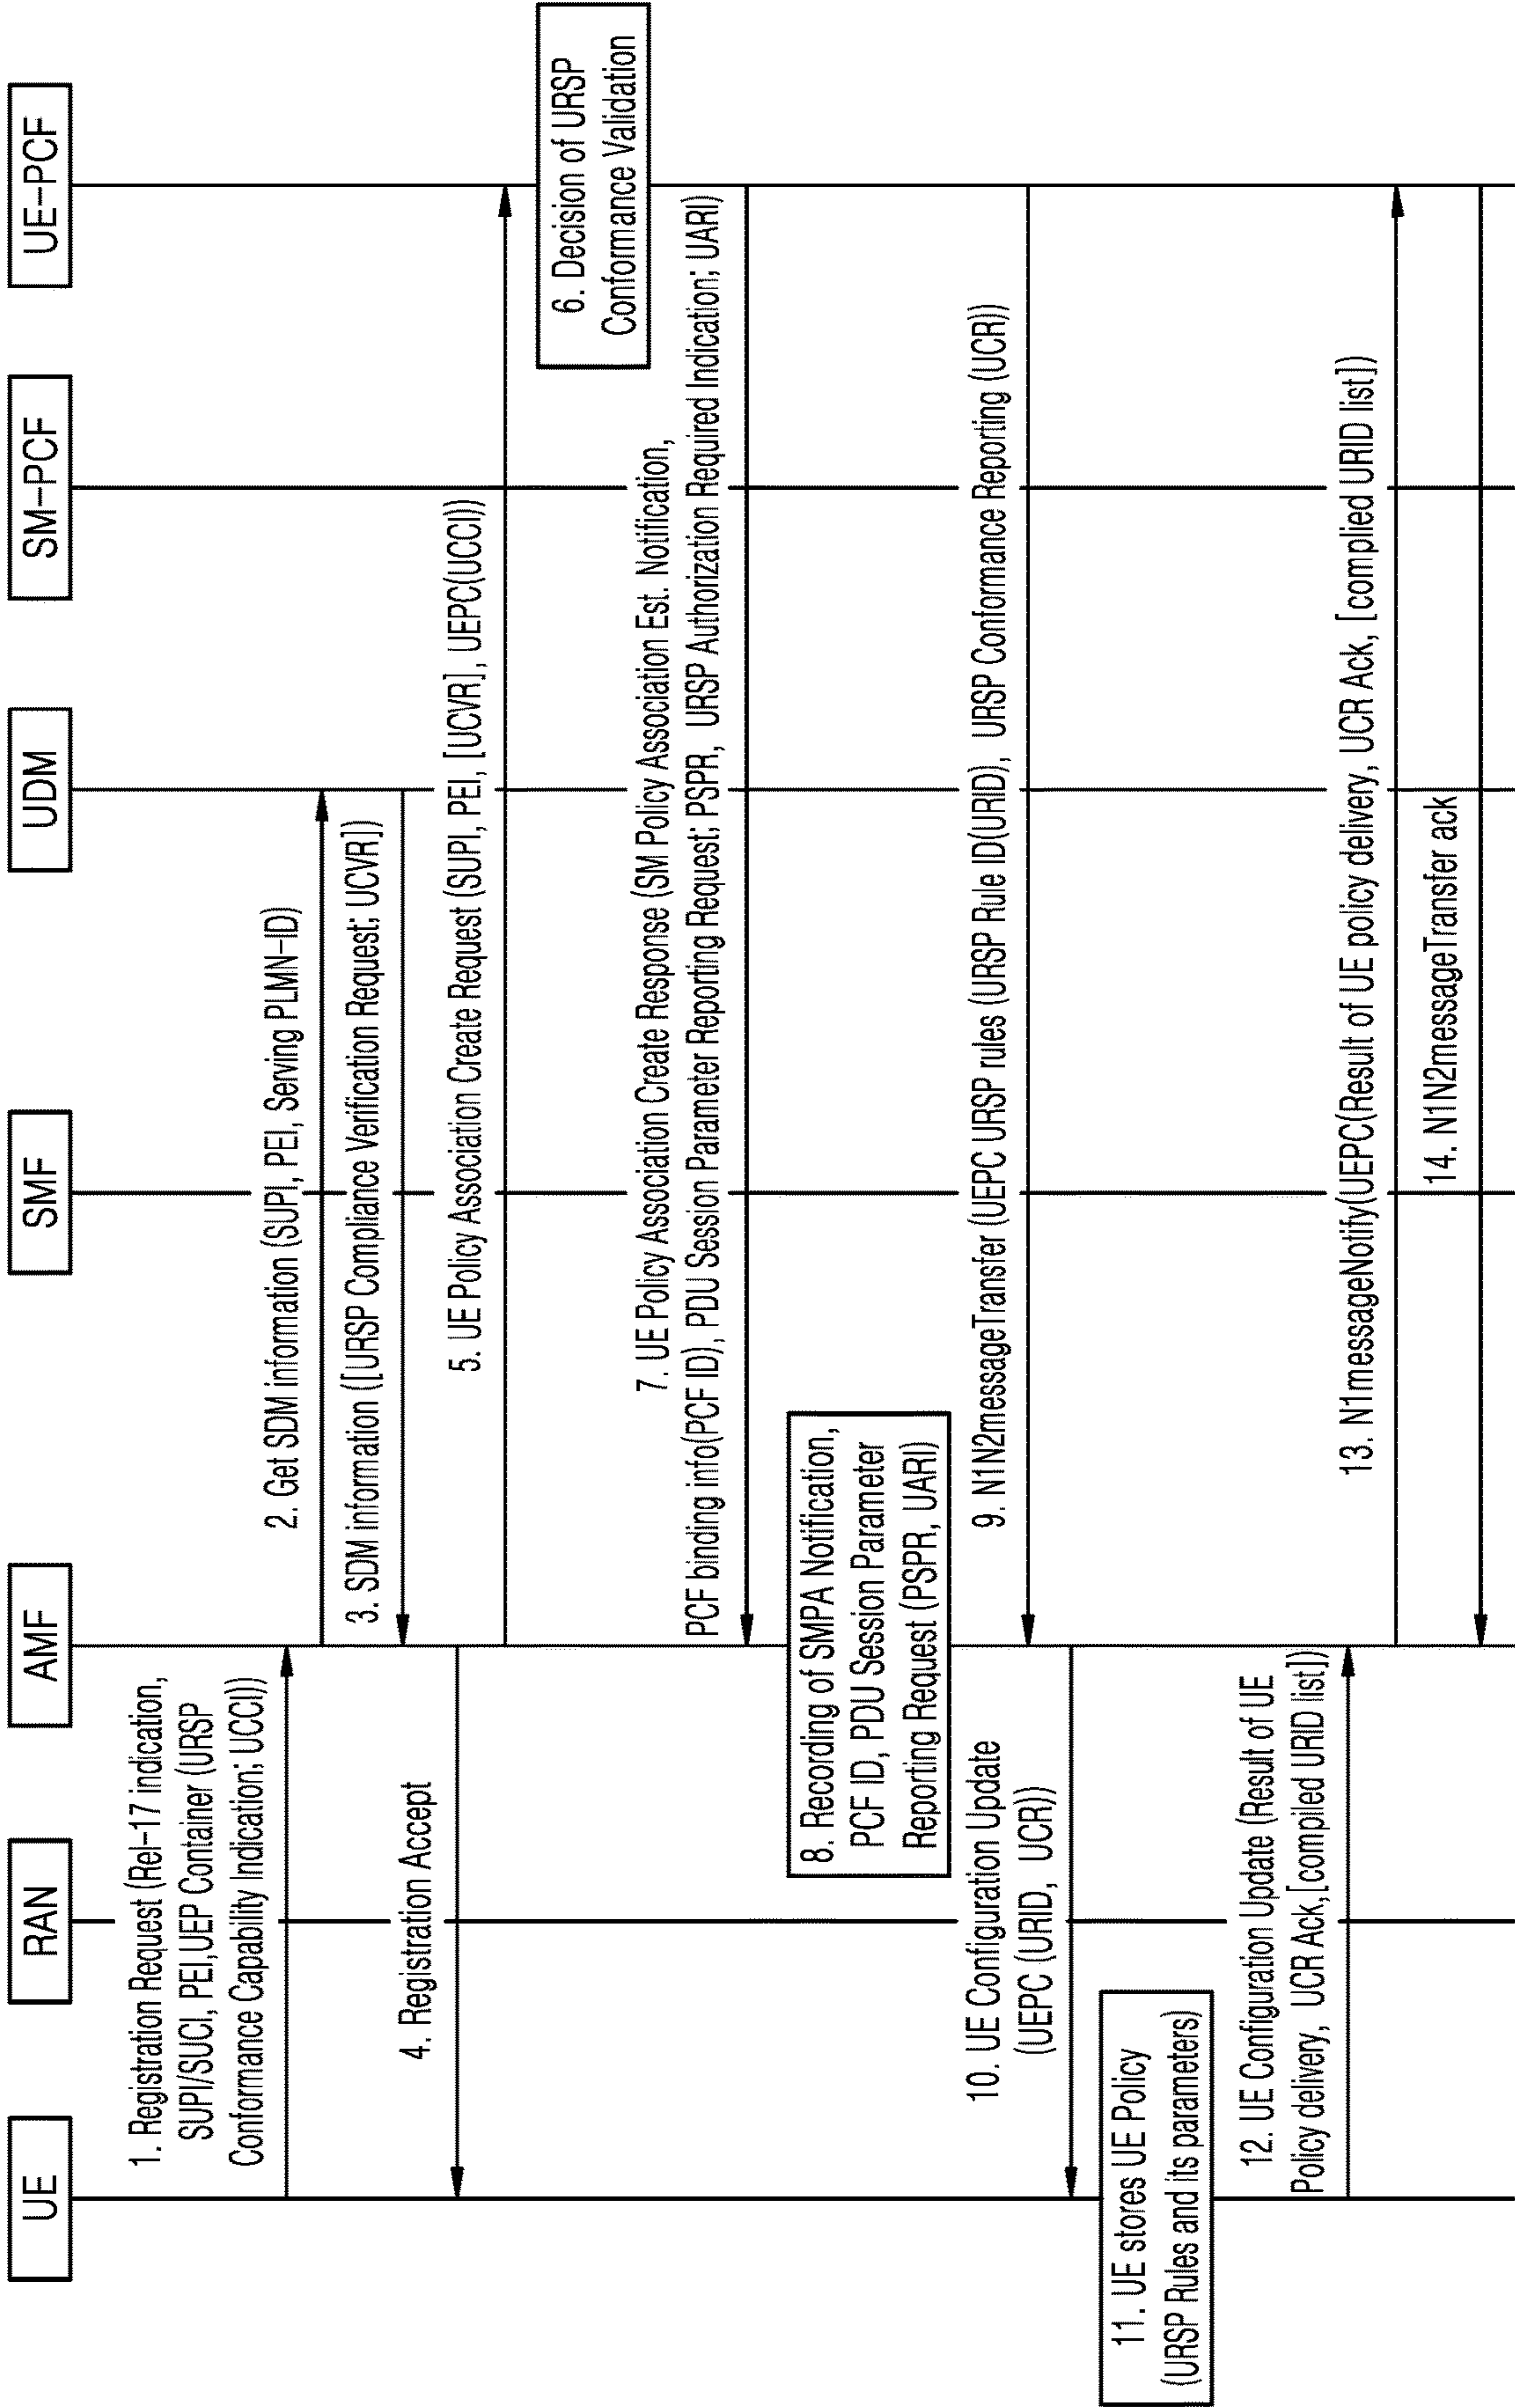 UE
RAN
AMF
SMF
UDM
SM-PCF
UE-PCF
1. Registration Request (Rel-17 indication,
SUPI/SUCI, PEI,UEP Container (URSP
Conformance Capability Indication; UCCI))
2. Get SDM information (SUPI, PEI, Serving PLMN-ID)
3. SDM information ([URSP Compliance Verification Request; UCVR])
4. Registration Accept
5. UE Policy Association Create Request (SUPI, PEI, [UCVR], UEPC(UCCI))
6. Decision of URSP
Conformance Validation
7. UE Policy Association Create Response (SM Policy Association Est. Notification,
PCF binding info(PCF ID), PDU Session Parameter Reporting Request; PSPR, URSP Authorization Required Indication; UARI)
8. Recording of SMPA Notification,
PCF ID, PDU Session Parameter
Reporting Request (PSPR, UARI)
9. N1N2messageTransfer (UEPC URSP rules (URSP Rule ID(URID), URSP Conformance Reporting (UCR))
10. UE Configuration Update
(UEPC (URID, UCR))
11. UE stores UE Policy
(URSP Rules and its parameters)
12. UE Configuration Update (Result of UE
Policy delivery, UCR Ack,[compiled URID list])
13. N1messageNotify(UEPC(Result of UE policy delivery, UCR Ack, [complied URID list])
14. N1N2messageTransfer ack